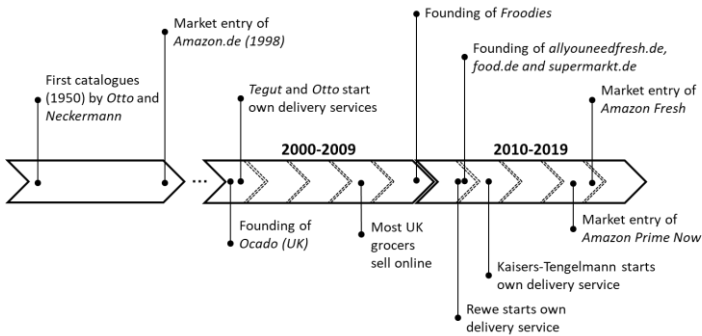 Founding of Froodies
Market entry of
Amazon.de (1998)
Founding of allyouneedfresh.de,
food.de and supermarkt.de
First catalogues
(1950) by Otto and
Neckermann
Tegut and Otto start
own delivery services
Market entry of
Amazon Fresh
2000-2009
2010-2019
...
Founding of
Ocado (UK)
Most UK
grocers
sell online
Market entry of
Amazon Prime Now
Kaisers-Tengelmann starts
own delivery service
Rewe starts own
delivery service